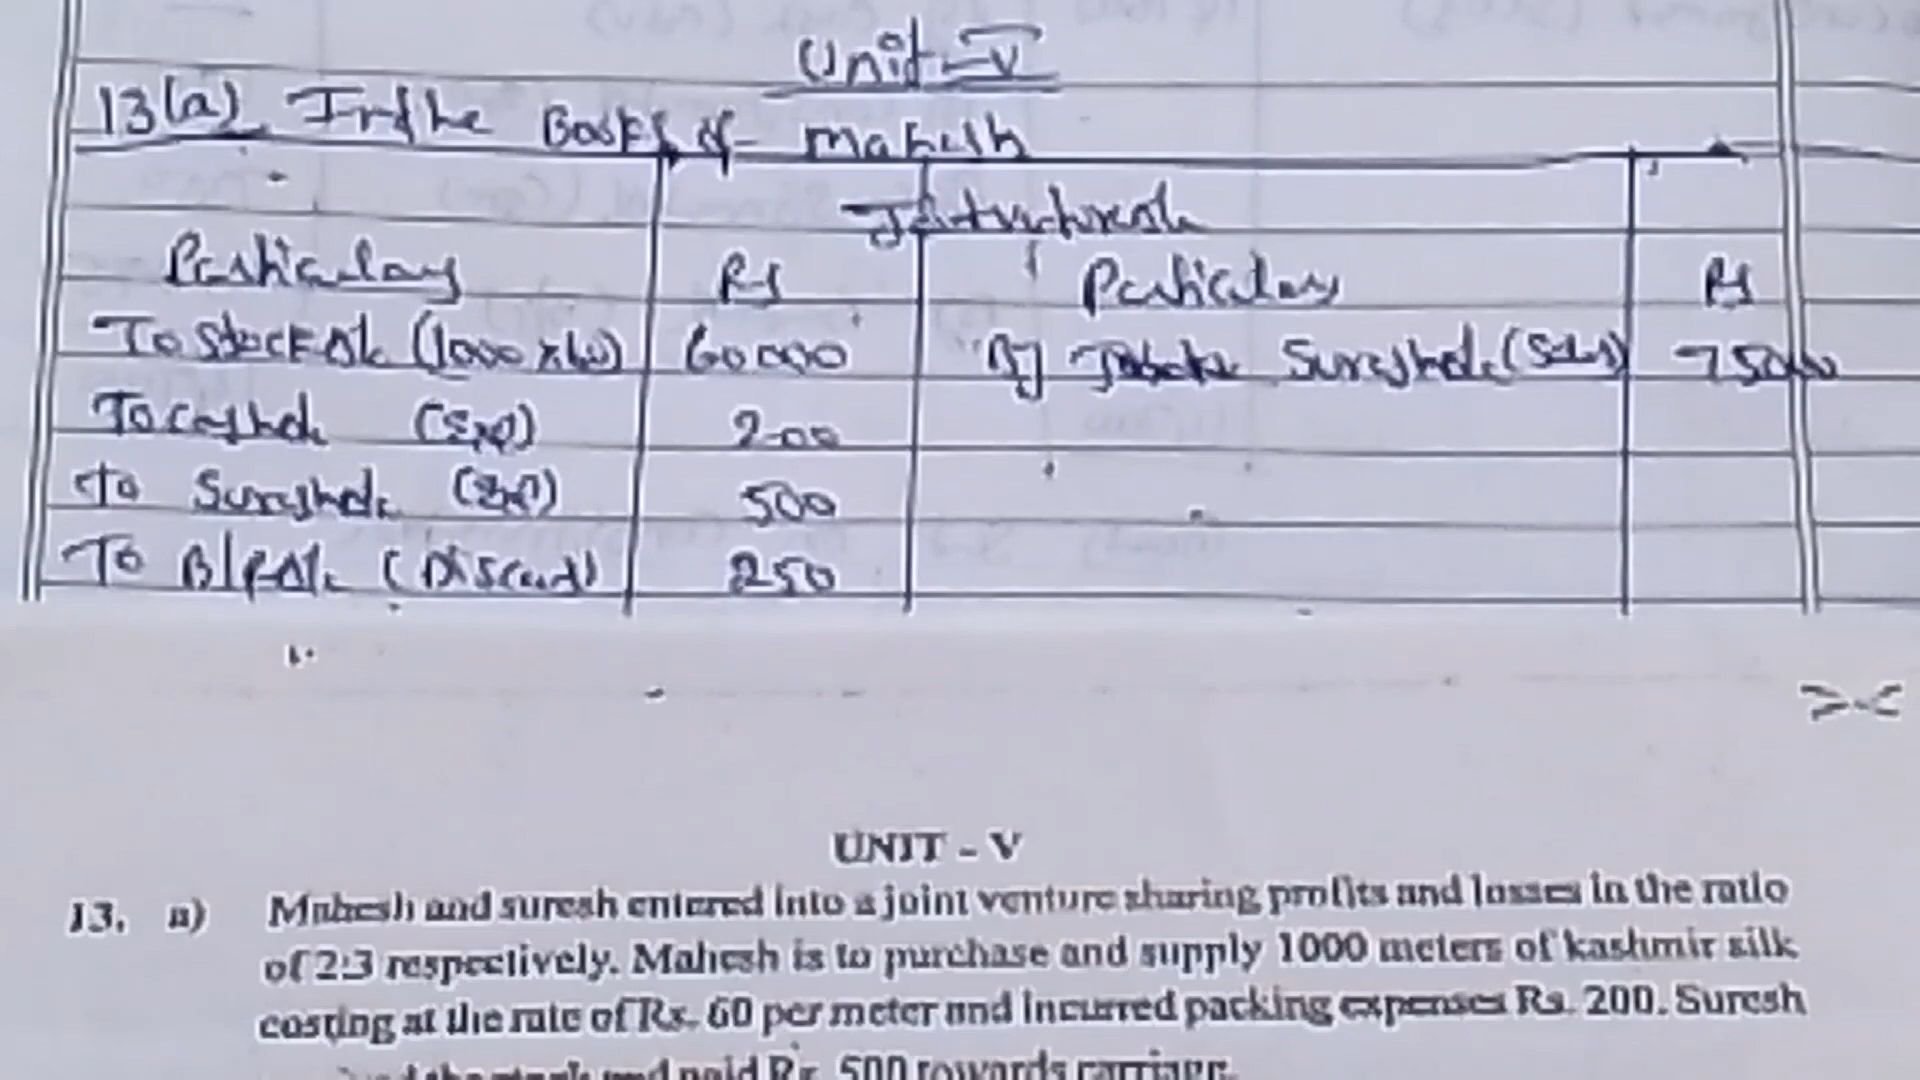 Unit-V
13(a) In the Books of Mahesh
Joint venture a/c
Particulars Rs Particulars Rs
To stock a/c (1000 x 60) 60000 By Suresha/c (Sales) 75000
To cash a/c (Exp) 200
To Suresh a/c (Exp) 500
To B/R A/c (Discount) 250
UNIT - V
13. a) Mahesh and suresh entered into a joint venture sharing profits and losses in the ratio
of 2:3 respectively. Mahesh is to purchase and supply 1000 meters of kashmir silk
costing at the rate of Rs. 60 per meter and incurred packing expenses Rs. 200. Suresh
the stock and paid Rs. 500 towards carriage.